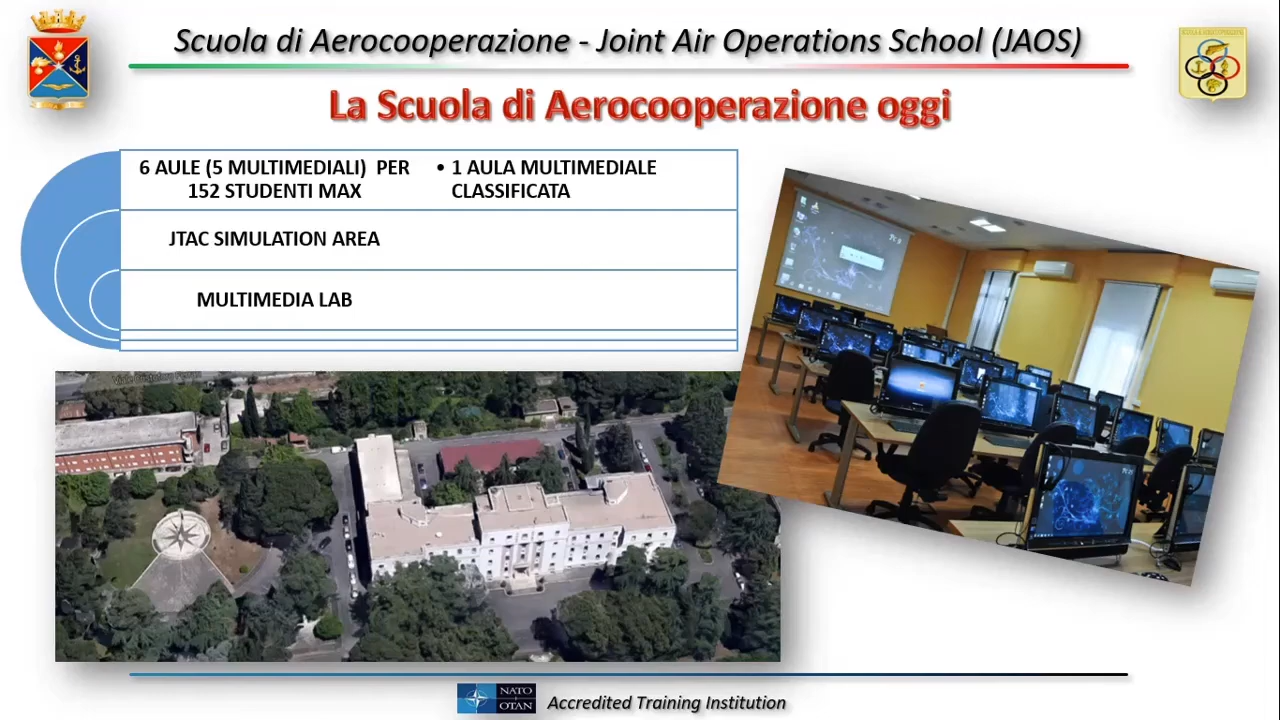 Scuola di Aerocooperazione - Joint Air Operations School (JAOS)
La Scuola di Aerocooperazione oggi
6 AULE (5 MULTIMEDIALI) PER
152 STUDENTI MAX
• 1 AULA MULTIMEDIALE
CLASSIFICATA
JTAC SIMULATION AREA
MULTIMEDIA LAB
NATO
OTAN
Accredited Training Institution